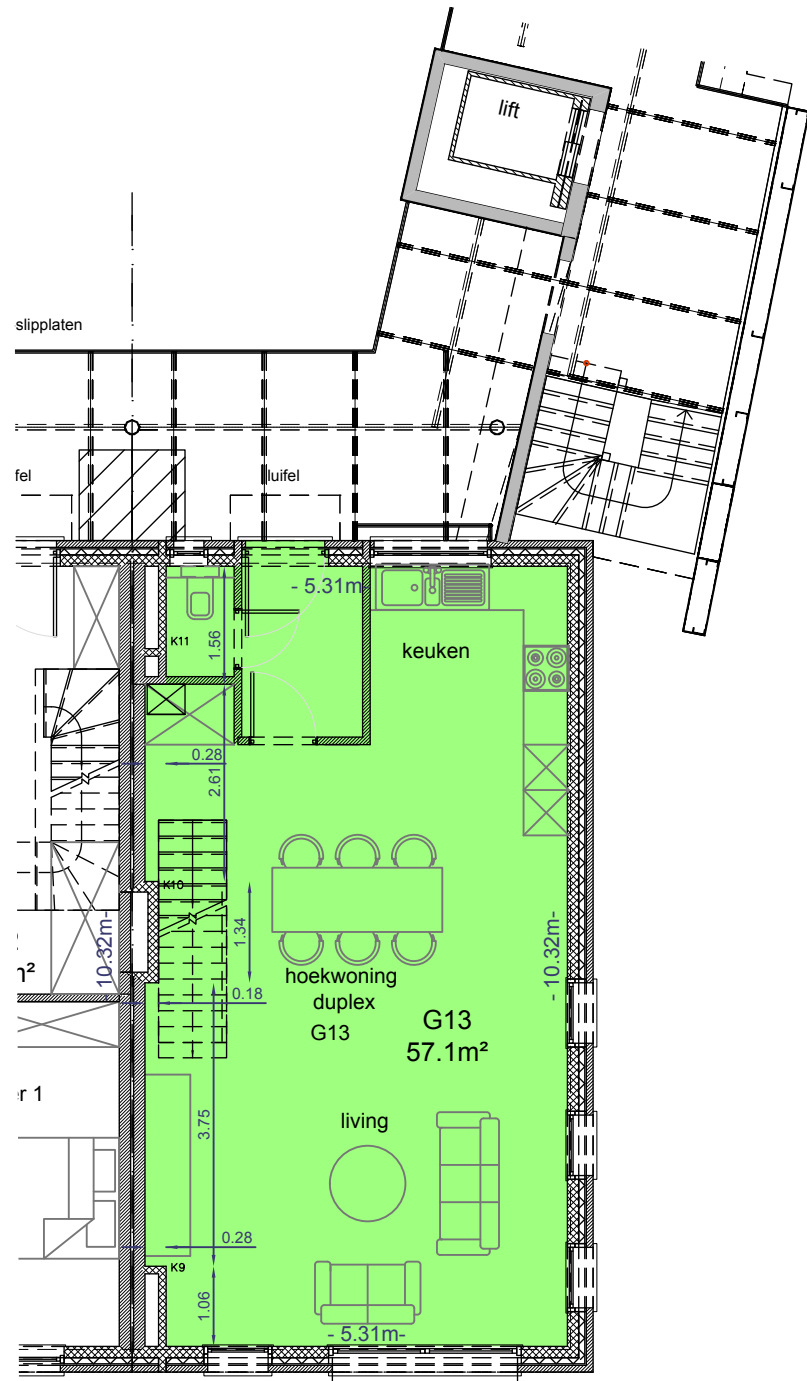 lift
slipplaten
fel
luifel
- 5.31m-
K11
1.56
keuken
0.28
2.61
K10
1.34
- 10.32m-
- 10.32m-
m²
hoekwoning
duplex
0.18
G13
G13
57.1m²
er 1
3.75
living
0.28
K9
1.06
- 5.31m-